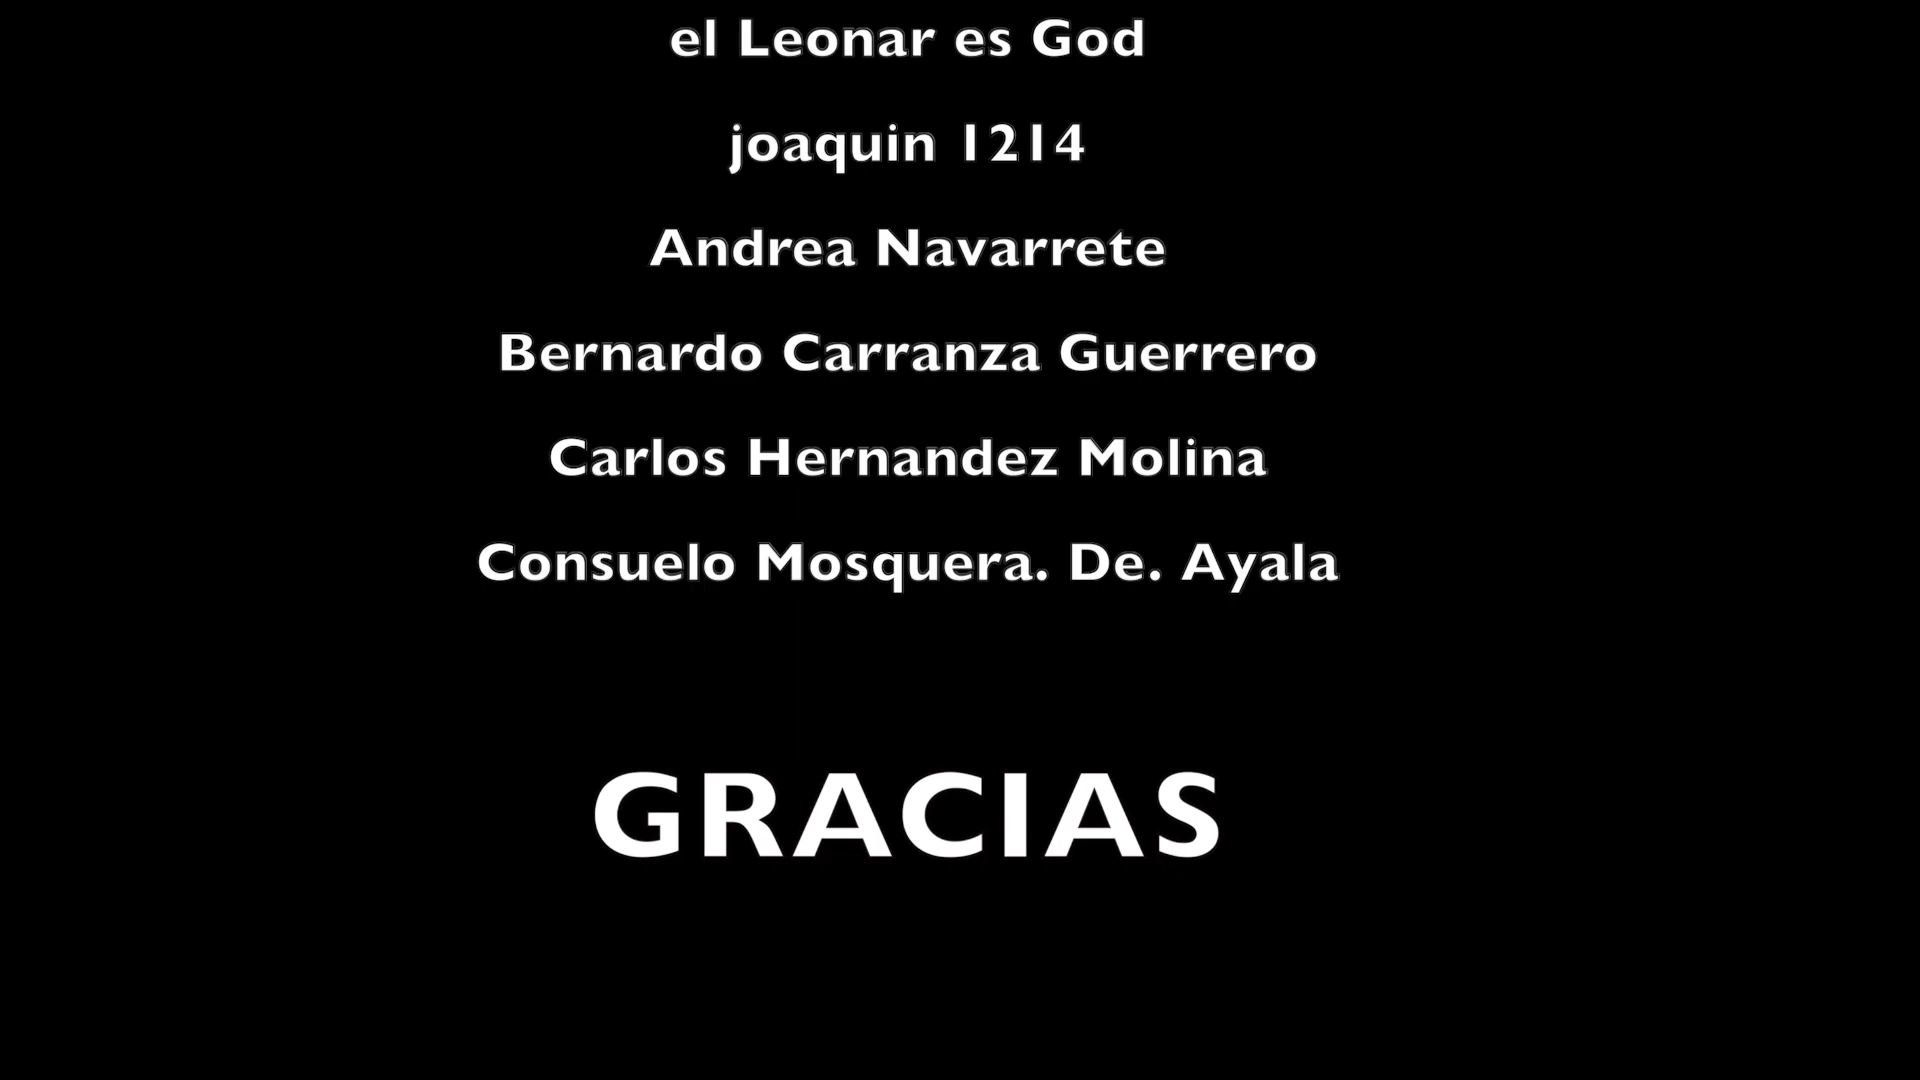 el Leonar es God
joaquin 1214
Andrea Navarrete
Bernardo Carranza Guerrero
Carlos Hernandez Molina
Consuelo Mosquera. De. Ayala
GRACIAS